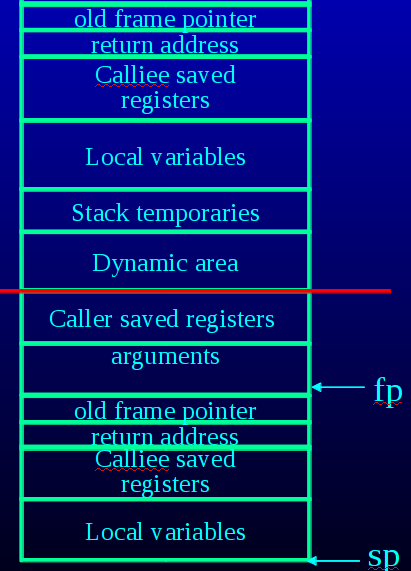 old frame pointer
return address
Calliee saved
registers
Local variables
Stack temporaries
Dynamic area
Caller saved registers
arguments
fp
old frame pointer
return address
Calliee saved
registers
Local variables
sp